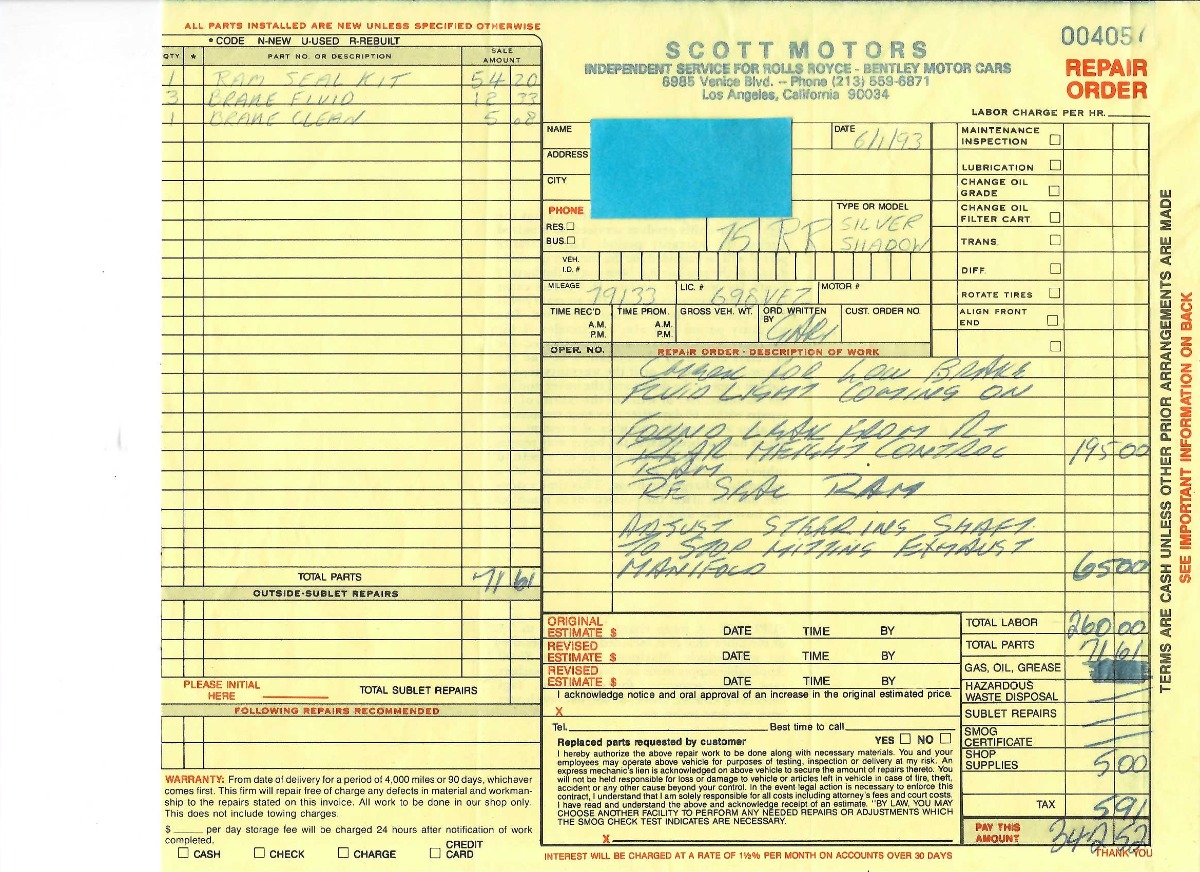 ALL PARTS INSTALLED ARE NEW UNLESS SPECIFIED OTHERWISE
* CODE N-NEW U-USED R-REBUILT
QTY * PART NO. OR DESCRIPTION SALE AMOUNT
1 RAM SEAL KIT 54 20
3 BRAKE FLUID 12 33
1 BRAKE CLEAN 5 08
TOTAL PARTS 71 61
OUTSIDE-SUBLET REPAIRS
PLEASE INITIAL HERE TOTAL SUBLET REPAIRS
FOLLOWING REPAIRS RECOMMENDED
WARRANTY: From date of delivery for a period of 4,000 miles or 90 days, whichever
comes first. This firm will repair free of charge any defects in material and workman-
ship to the repairs stated on this invoice. All work to be done in our shop only.
This does not include towing charges.
$ per day storage fee will be charged 24 hours after notification of work
completed.
CASH CHECK CHARGE CREDIT CARD
SCOTT MOTORS
INDEPENDENT SERVICE FOR ROLLS ROYCE - BENTLEY MOTOR CARS
6985 Venice Blvd. -- Phone (213) 559-6871
Los Angeles, California 90034
REPAIR
ORDER
LABOR CHARGE PER HR.
NAME DATE 6/1/93
ADDRESS
CITY
PHONE TYPE OR MODEL
RES. 75 RR SILVER
BUS. SHADOW
VEH.
I.D. #
MILEAGE 79133 LIC. # 698VEZ MOTOR #
TIME REC'D A.M. P.M. TIME PROM. A.M. P.M. GROSS VEH. WT. ORD. WRITTEN BY GARY CUST. ORDER NO.
MAINTENANCE
INSPECTION
LUBRICATION
CHANGE OIL
GRADE
CHANGE OIL
FILTER CART.
TRANS.
DIFF.
ROTATE TIRES
ALIGN FRONT
END
OPER. NO. REPAIR ORDER - DESCRIPTION OF WORK
CHECK FOR LOW BRAKE
FLUID LIGHT COMING ON
FOUND LEAK FROM RT
REAR HEIGHT CONTROL 195 00
RAM
RE SEAL RAM
ADJUST STEERING SHAFT
TO STOP HITTING EXHAUST
MANIFOLD 65 00
ORIGINAL
ESTIMATE $ DATE TIME BY
REVISED
ESTIMATE $ DATE TIME BY
REVISED
ESTIMATE $ DATE TIME BY
I acknowledge notice and oral approval of an increase in the original estimated price.
X
Tel. Best time to call
Replaced parts requested by customer YES NO
I hereby authorize the above repair work to be done along with necessary materials. You and your
employees may operate above vehicle for purposes of testing, inspection or delivery at my risk. An
express mechanic's lien is acknowledged on above vehicle to secure the amount of repairs thereto. You
will not be held responsible for loss or damage to vehicle or articles left in vehicle in case of fire, theft,
accident or any other cause beyond your control. In the event legal action is necessary to enforce this
contract, I understand that I am solely responsible for all costs including attorney's fees and court costs.
I have read and understand the above and acknowledge receipt of an estimate. "BY LAW, YOU MAY
CHOOSE ANOTHER FACILITY TO PERFORM ANY NEEDED REPAIRS OR ADJUSTMENTS WHICH
THE SMOG CHECK TEST INDICATES ARE NECESSARY.
X
INTEREST WILL BE CHARGED AT A RATE OF 1½% PER MONTH ON ACCOUNTS OVER 30 DAYS
TOTAL LABOR 260 00
TOTAL PARTS 71 61
GAS, OIL, GREASE
HAZARDOUS
WASTE DISPOSAL
SUBLET REPAIRS
SMOG
CERTIFICATE
SHOP
SUPPLIES 5 00
TAX 5 91
PAY THIS
AMOUNT 342 52
THANK YOU
TERMS ARE CASH UNLESS OTHER PRIOR ARRANGEMENTS ARE MADE
SEE IMPORTANT INFORMATION ON BACK